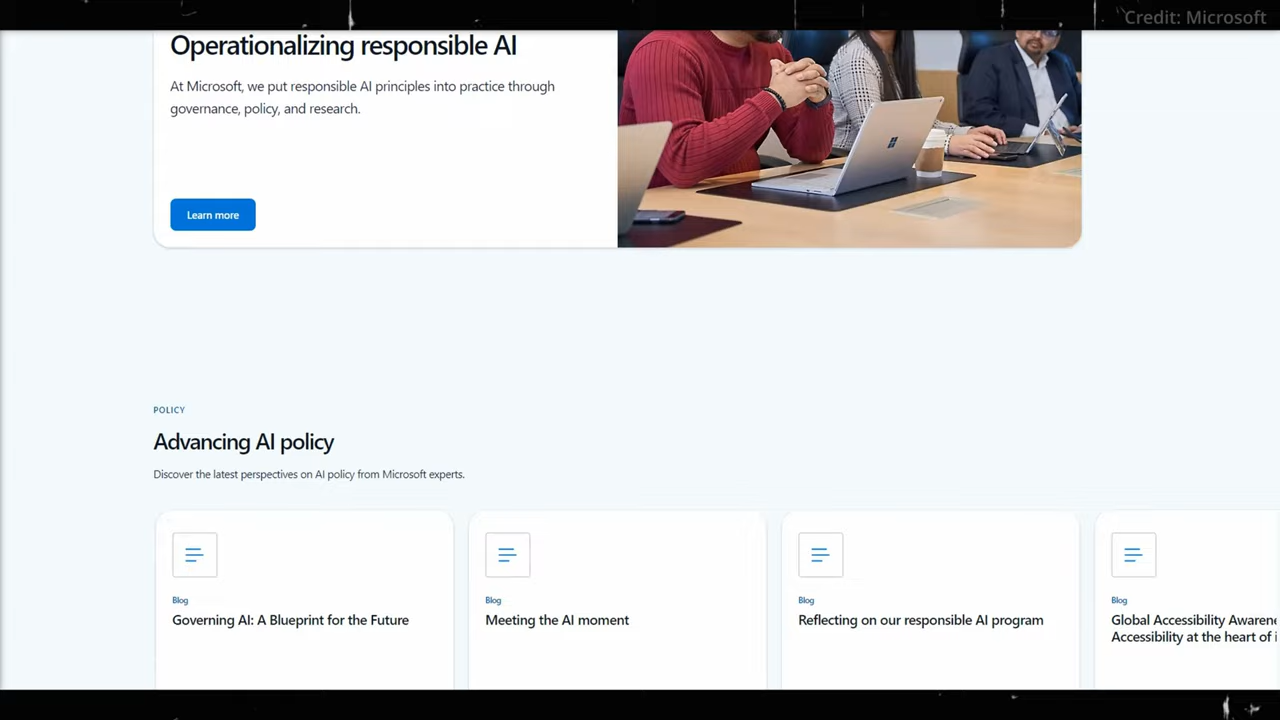 Credit: Microsoft
Operationalizing responsible AI
At Microsoft, we put responsible AI principles into practice through
governance, policy, and research.
Learn more
POLICY
Advancing AI policy
Discover the latest perspectives on AI policy from Microsoft experts.
Blog
Governing AI: A Blueprint for the Future
Blog
Meeting the AI moment
Blog
Reflecting on our responsible AI program
Blog
Global Accessibility
Accessibility at the heart of